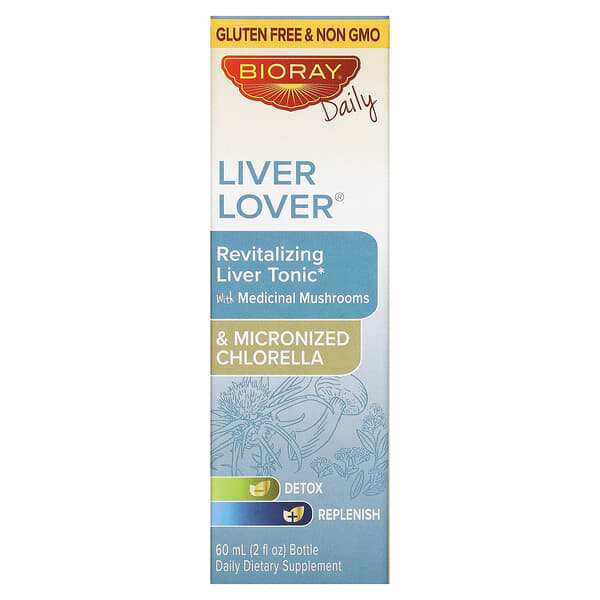 GLUTEN FREE & NON GMO
BIORAY®
Daily
LIVER
LOVER®
Revitalizing
Liver Tonic*
With Medicinal Mushrooms
& MICRONIZED
CHLORELLA
DETOX
REPLENISH
60 mL (2 fl oz) Bottle
Daily Dietary Supplement